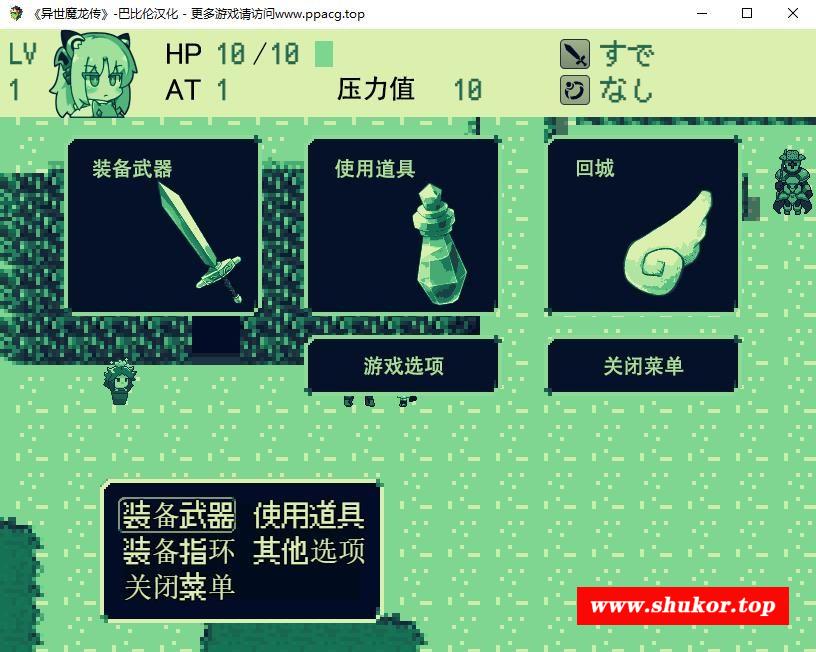 《异世魔龙传》-巴比伦汉化 - 更多游戏请访问www.ppacg.top
LV HP 10/10 すで
1 AT 1 压力值 10 なし
装备武器 使用道具 回城
游戏选项 关闭菜单
装备武器 使用道具
装备指环 其他选项
关闭菜单
www.shukor.top